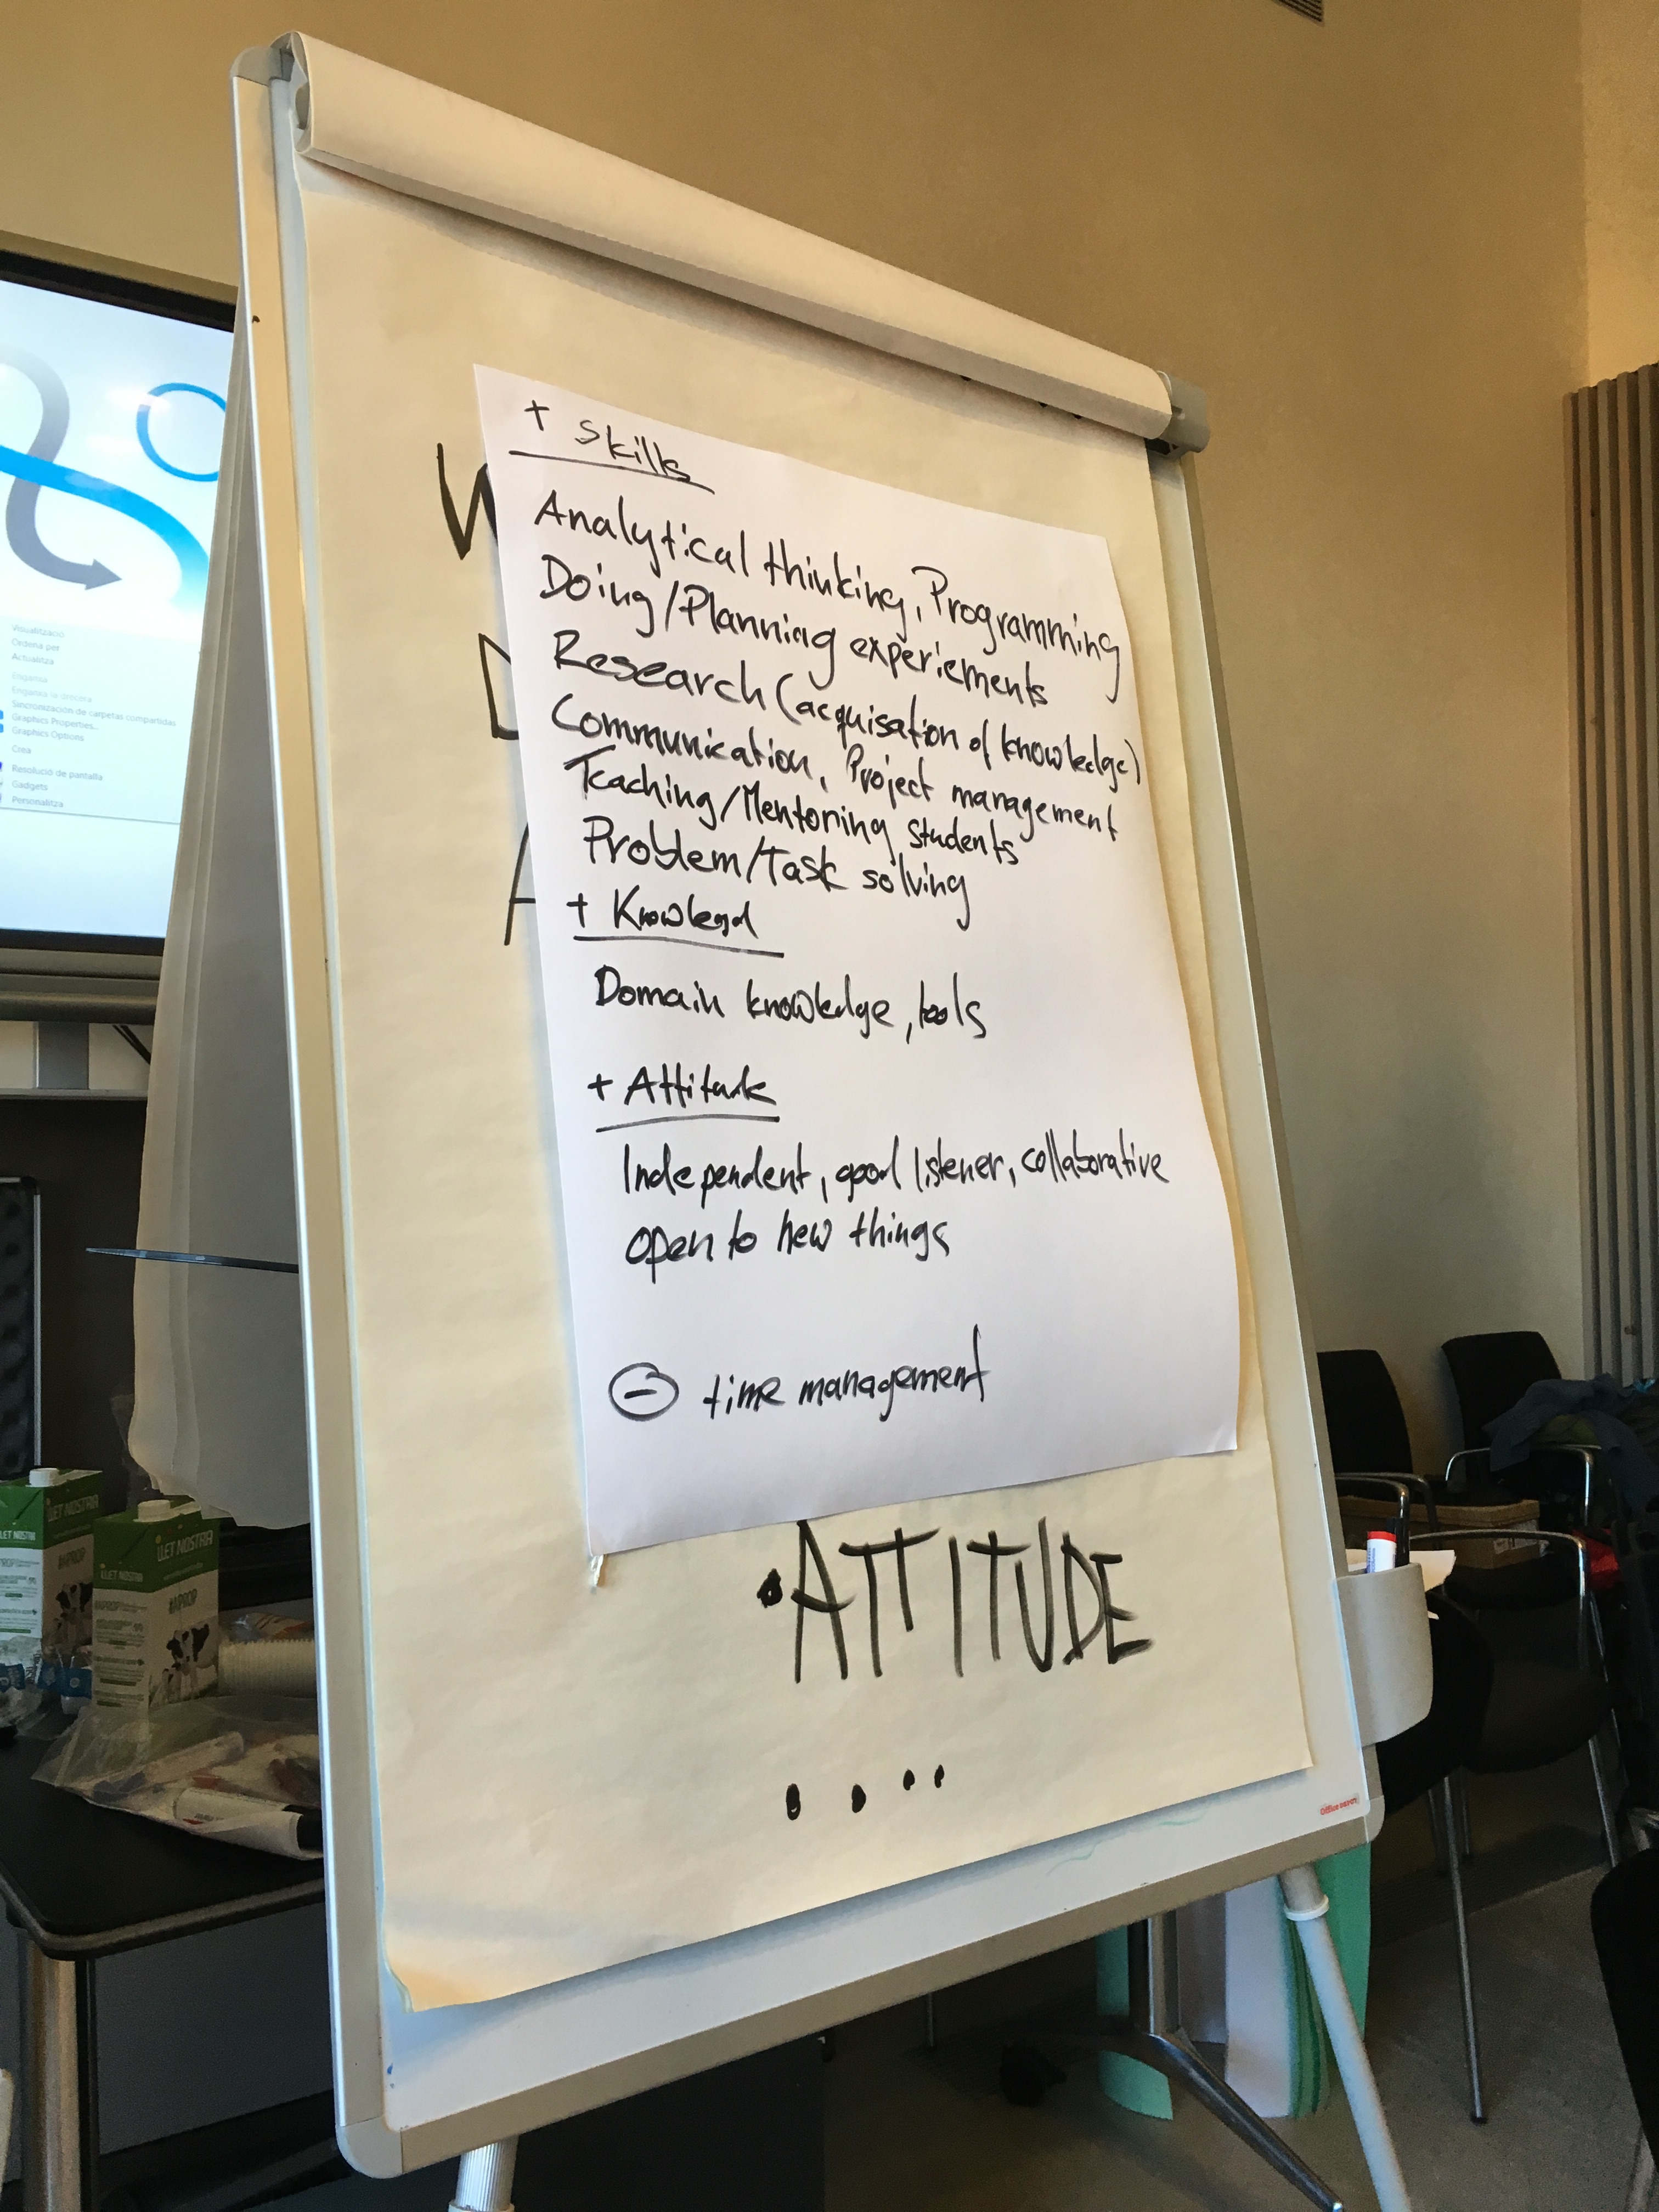 + Skills
Analytical thinking, Programming
Doing/Planning experiements
Research (acquisation of knowledge)
Communication, Project management
Teaching/Mentoring students
Problem/Task solving
+ Knowledge
Domain knowledge, tools
+ Attitude
Independent, good listener, collaborative
open to new things
- time management
• ATTITUDE
....
Visualització
Ordena per
Actualitza
Enganxa
Enganxa la drecera
Sincronización de carpetas compartidas
Graphics Properties...
Graphics Options
Crea
Resolució de pantalla
Gadgets
Personalitza
LLET NOSTRA
#APROP
LLET NOSTRA
#APROP
Office DEPOT